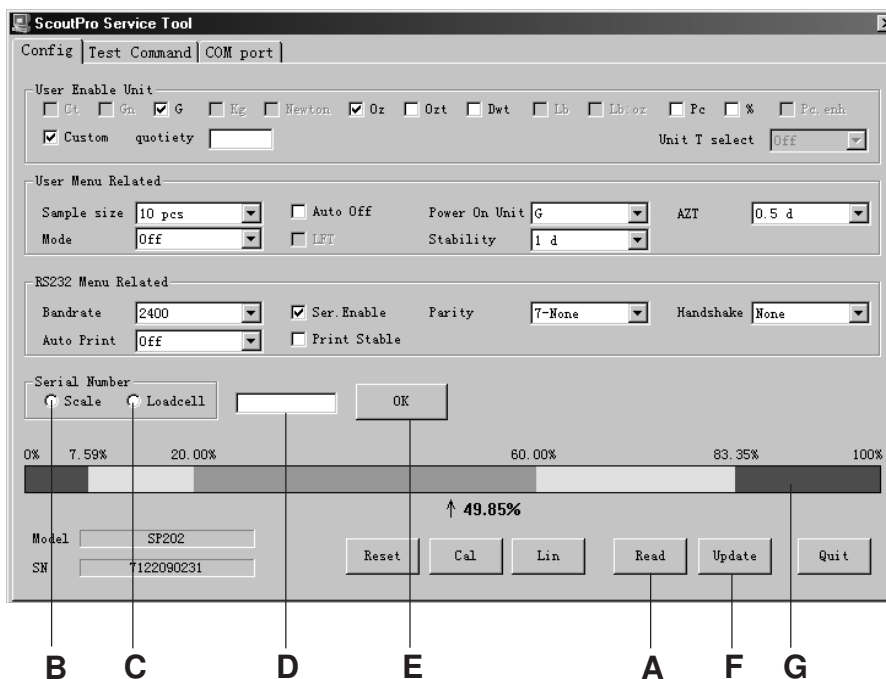 ScoutPro Service Tool
Config Test Command COM port
User Enable Unit
Ct Gn G Kg Newton Oz Ozt Dwt Lb Lb:oz Pc % Pc.enh
Custom quotiety Unit T select Off
User Menu Related
Sample size 10 pcs Auto Off Power On Unit G AZT 0.5 d
Mode Off LFT Stability 1 d
RS232 Menu Related
Bandrate 2400 Ser.Enable Parity 7-None Handshake None
Auto Print Off Print Stable
Serial Number
Scale Loadcell OK
0% 7.59% 20.00% 60.00% 83.35% 100%
↑ 49.85%
Model SP202
SN 7122090231
Reset Cal Lin Read Update Quit
B C D E A F G